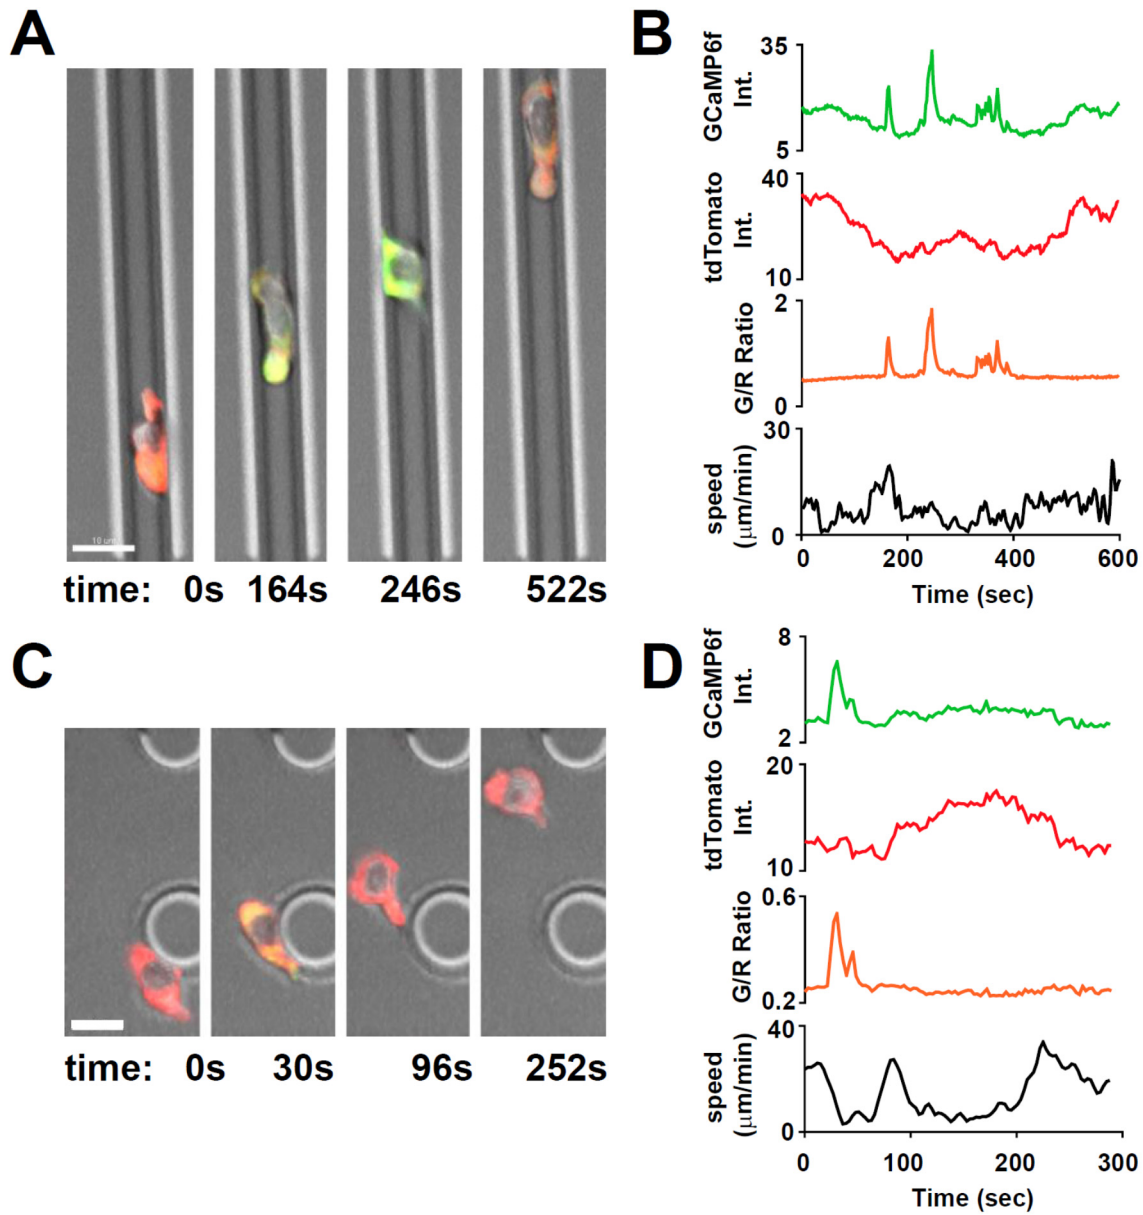 A
B
35
GCaMP6f
Int.
5
40
tdTomato
Int.
10
2
G/R Ratio
0
30
speed
(μm/min)
0
0 200 400 600
Time (sec)
10 um
time: 0s 164s 246s 522s
C
D
8
GCaMP6f
Int.
2
20
tdTomato
Int.
10
0.6
G/R Ratio
0.2
40
speed
(μm/min)
0
0 100 200 300
Time (sec)
time: 0s 30s 96s 252s